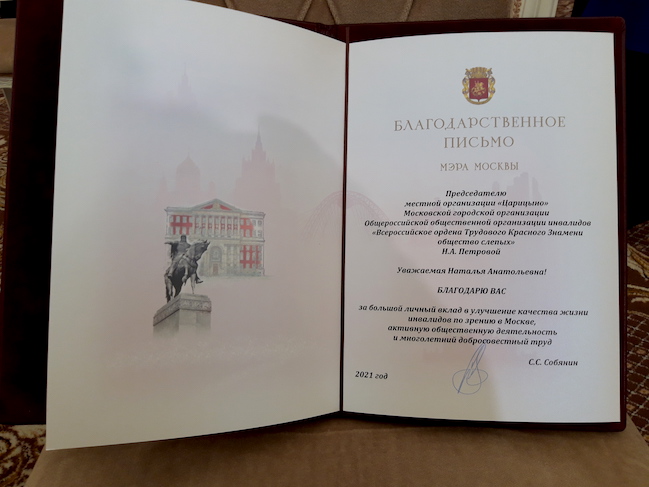 БЛАГОДАРСТВЕННОЕ
ПИСЬМО
МЭРА МОСКВЫ
Председателю
местной организации «Царицыно»
Московской городской организации
Общероссийской общественной организации инвалидов
«Всероссийское ордена Трудового Красного Знамени
общество слепых»
Н.А. Петровой
Уважаемая Наталья Анатольевна!
БЛАГОДАРЮ ВАС
за большой личный вклад в улучшение качества жизни
инвалидов по зрению в Москве,
активную общественную деятельность
и многолетний добросовестный труд
С.С. Собянин
2021 год